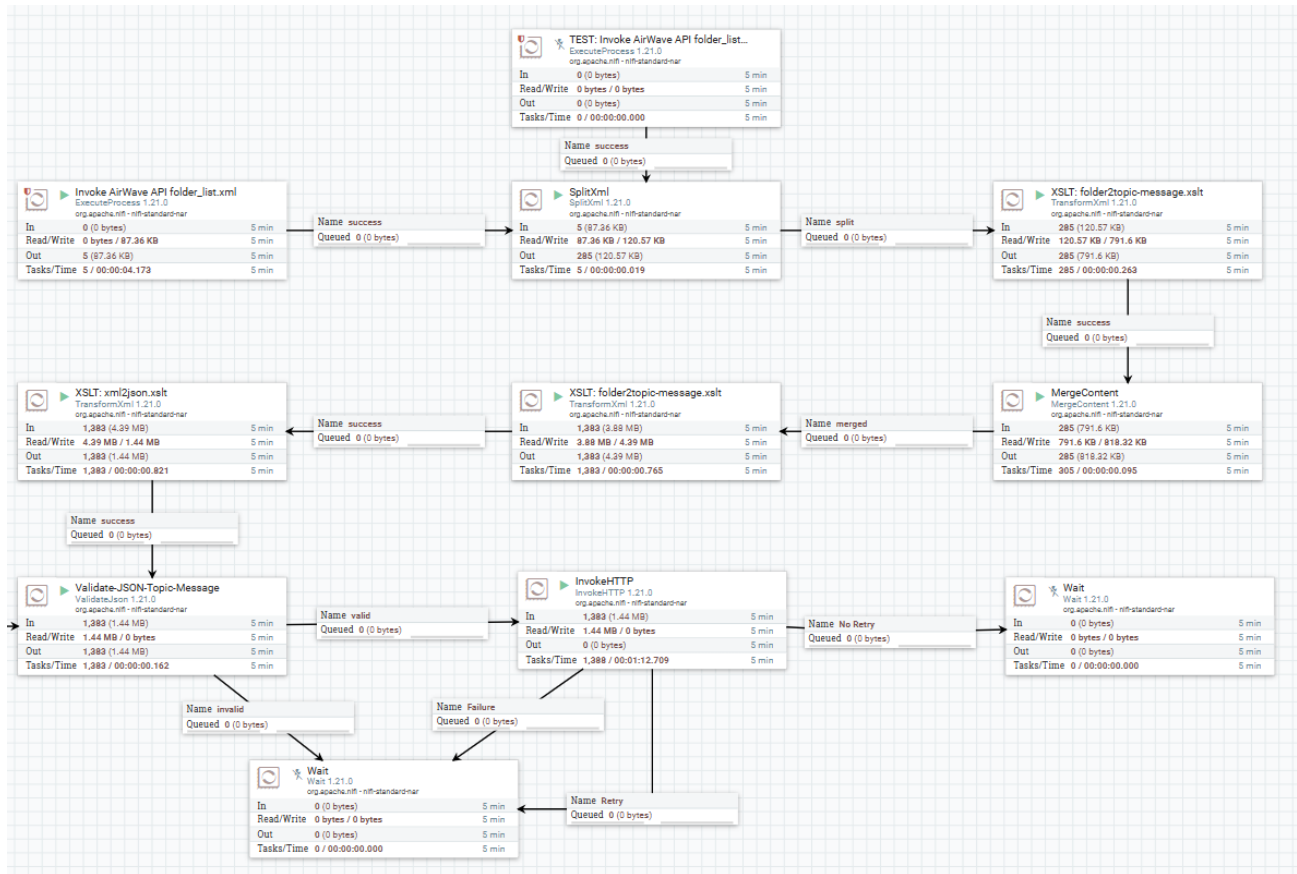 TEST: Invoke AirWave API folder_list...
ExecuteProcess 1.21.0
org.apache.nifi - nifi-standard-nar
In 0 (0 bytes) 5 min
Read/Write 0 bytes / 0 bytes 5 min
Out 0 (0 bytes) 5 min
Tasks/Time 0 / 00:00:00.000 5 min
Name success
Queued 0 (0 bytes)
Invoke AirWave API folder_list.xml
ExecuteProcess 1.21.0
org.apache.nifi - nifi-standard-nar
In 0 (0 bytes) 5 min
Read/Write 0 bytes / 87.36 KB 5 min
Out 5 (87.36 KB) 5 min
Tasks/Time 5 / 00:00:04.173 5 min
Name success
Queued 0 (0 bytes)
SplitXml
SplitXml 1.21.0
org.apache.nifi - nifi-standard-nar
In 5 (87.36 KB) 5 min
Read/Write 87.36 KB / 120.57 KB 5 min
Out 285 (120.57 KB) 5 min
Tasks/Time 5 / 00:00:00.019 5 min
Name split
Queued 0 (0 bytes)
XSLT: folder2topic-message.xslt
TransformXml 1.21.0
org.apache.nifi - nifi-standard-nar
In 285 (120.57 KB) 5 min
Read/Write 120.57 KB / 791.6 KB 5 min
Out 285 (791.6 KB) 5 min
Tasks/Time 285 / 00:00:00.263 5 min
Name success
Queued 0 (0 bytes)
XSLT: xml2json.xslt
TransformXml 1.21.0
org.apache.nifi - nifi-standard-nar
In 1,383 (4.39 MB) 5 min
Read/Write 4.39 MB / 1.44 MB 5 min
Out 1,383 (1.44 MB) 5 min
Tasks/Time 1,383 / 00:00:00.821 5 min
Name success
Queued 0 (0 bytes)
XSLT: folder2topic-message.xslt
TransformXml 1.21.0
org.apache.nifi - nifi-standard-nar
In 1,383 (3.88 MB) 5 min
Read/Write 3.88 MB / 4.39 MB 5 min
Out 1,383 (4.39 MB) 5 min
Tasks/Time 1,383 / 00:00:00.765 5 min
Name merged
Queued 0 (0 bytes)
MergeContent
MergeContent 1.21.0
org.apache.nifi - nifi-standard-nar
In 285 (791.6 KB) 5 min
Read/Write 791.6 KB / 818.32 KB 5 min
Out 285 (818.32 KB) 5 min
Tasks/Time 305 / 00:00:00.095 5 min
Name success
Queued 0 (0 bytes)
Validate-JSON-Topic-Message
ValidateJson 1.21.0
org.apache.nifi - nifi-standard-nar
In 1,383 (1.44 MB) 5 min
Read/Write 1.44 MB / 0 bytes 5 min
Out 1,383 (1.44 MB) 5 min
Tasks/Time 1,383 / 00:00:00.162 5 min
Name valid
Queued 0 (0 bytes)
InvokeHTTP
InvokeHTTP 1.21.0
org.apache.nifi - nifi-standard-nar
In 1,383 (1.44 MB) 5 min
Read/Write 1.44 MB / 0 bytes 5 min
Out 0 (0 bytes) 5 min
Tasks/Time 1,388 / 00:01:12.709 5 min
Name No Retry
Queued 0 (0 bytes)
Wait
Wait 1.21.0
org.apache.nifi - nifi-standard-nar
In 0 (0 bytes) 5 min
Read/Write 0 bytes / 0 bytes 5 min
Out 0 (0 bytes) 5 min
Tasks/Time 0 / 00:00:00.000 5 min
Name invalid
Queued 0 (0 bytes)
Name Failure
Queued 0 (0 bytes)
Wait
Wait 1.21.0
org.apache.nifi - nifi-standard-nar
In 0 (0 bytes) 5 min
Read/Write 0 bytes / 0 bytes 5 min
Out 0 (0 bytes) 5 min
Tasks/Time 0 / 00:00:00.000 5 min
Name Retry
Queued 0 (0 bytes)